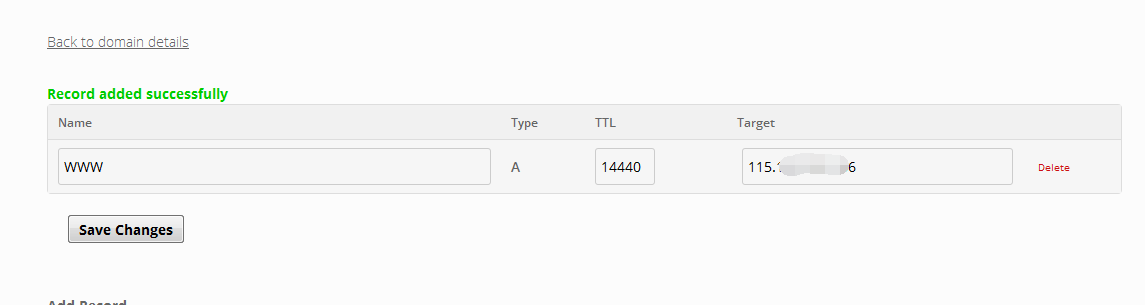 Back to domain details
Record added successfully
Name Type TTL Target
WWW A 14440 115. 6 Delete
Save Changes
Add Record